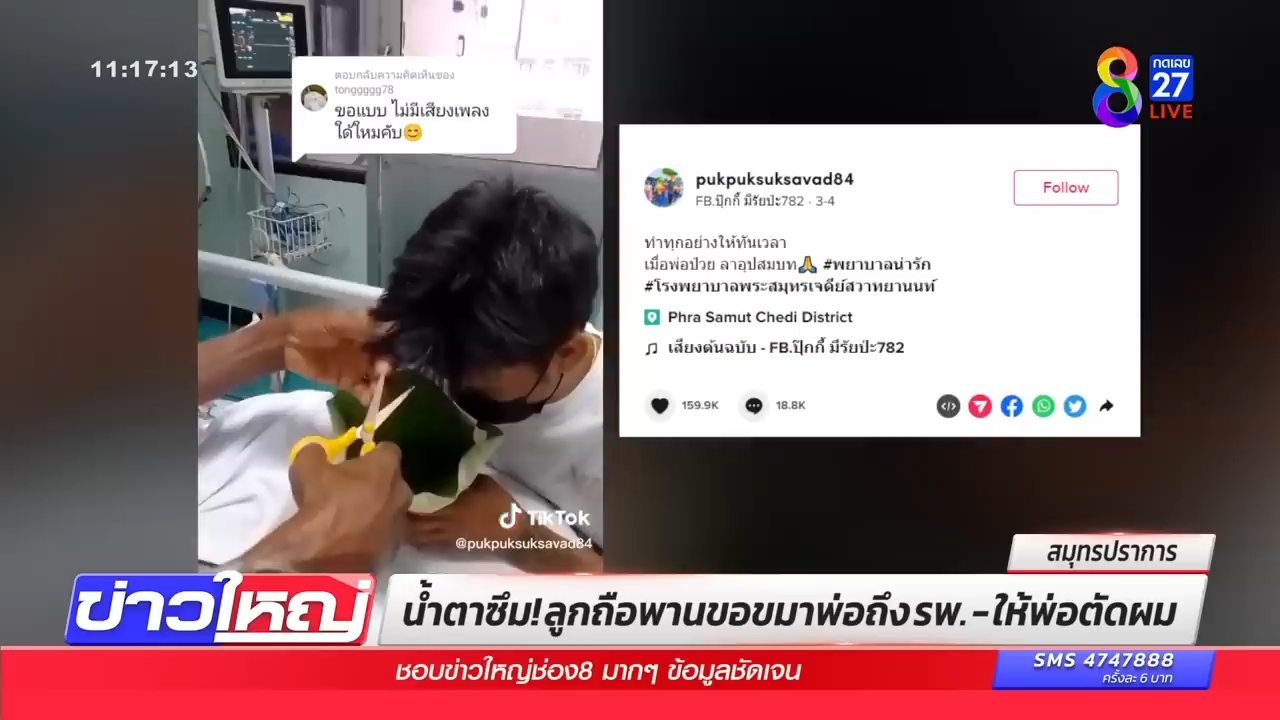 11:17:13
ตอบกลับความคิดเห็นของ
tonggggg78
ขอแบบ ไม่มีเสียงเพลง
ได้ไหมคับ😊
8
กดเลข
27
LIVE
pukpuksuksavad84
FB.ปุ๊กกี้ มีรัยป่ะ782 · 3-4
Follow
ทำทุกอย่างให้ทันเวลา
เมื่อพ่อป่วย ลาอุปสมบท🙏 #พยาบาลน่ารัก
#โรงพยาบาลพระสมุทรเจดีย์สวาทยานนท์
Phra Samut Chedi District
เสียงต้นฉบับ - FB.ปุ๊กกี้ มีรัยป่ะ782
159.9K
18.8K
TikTok
@pukpuksuksavad84
สมุทรปราการ
ข่าวใหญ่
น้ำตาซึม!ลูกถือพานขอขมาพ่อถึงรพ.-ให้พ่อตัดผม
ชอบข่าวใหญ่ช่อง8 มากๆ ข้อมูลชัดเจน
SMS 4747888
ครั้งละ 6 บาท